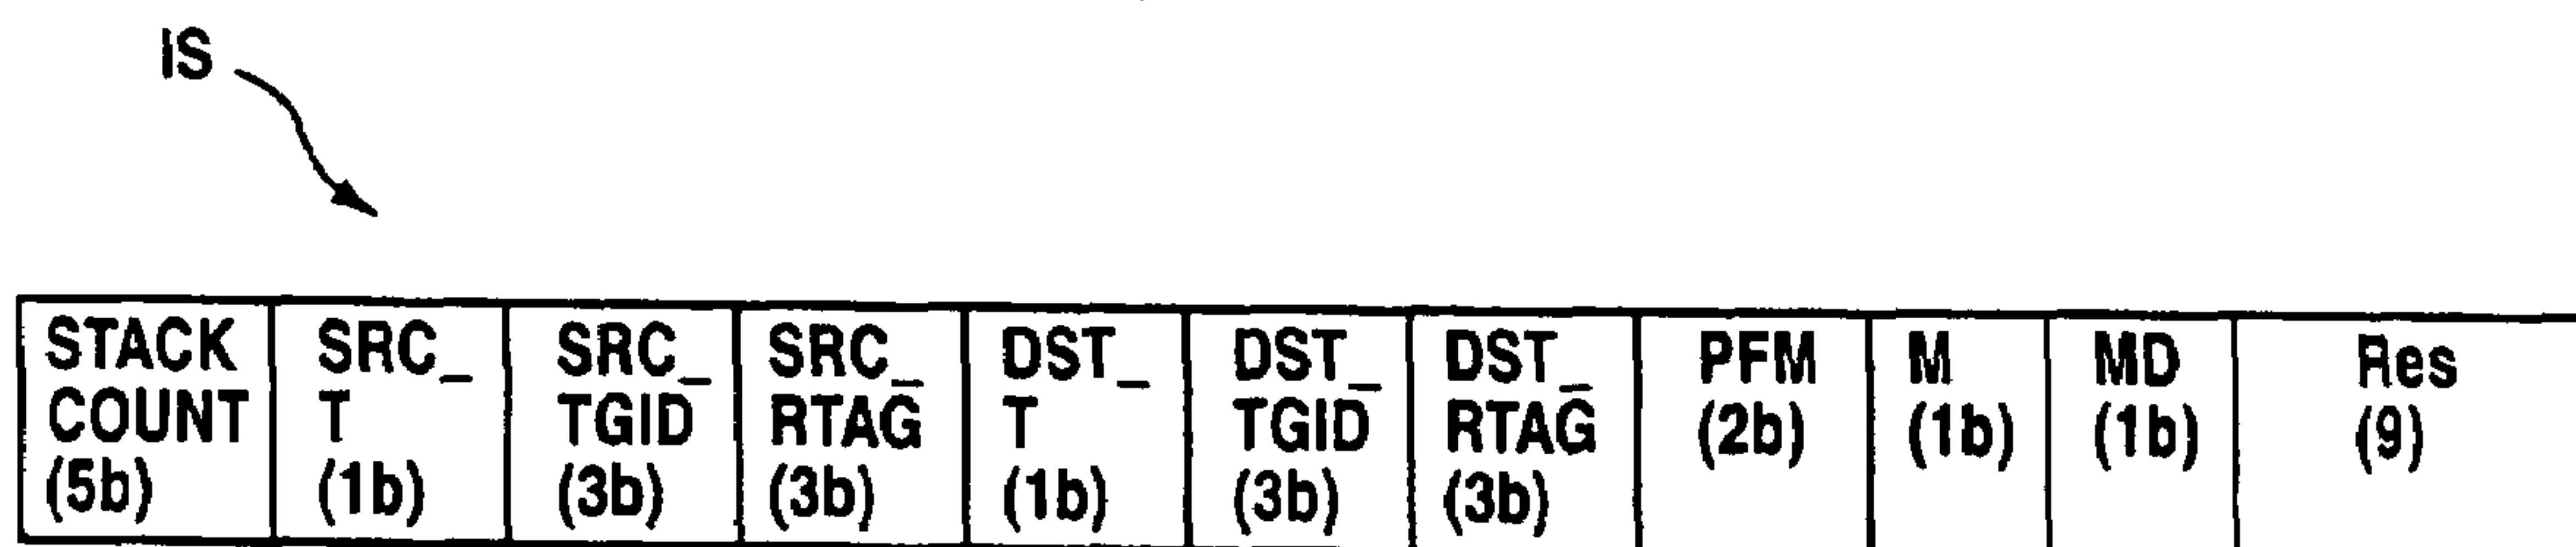 IS
STACK COUNT (5b)
SRC_ T (1b)
SRC_ TGID (3b)
SRC_ RTAG (3b)
DST_ T (1b)
DST_ TGID (3b)
DST_ RTAG (3b)
PFM (2b)
M (1b)
MD (1b)
Res (9)